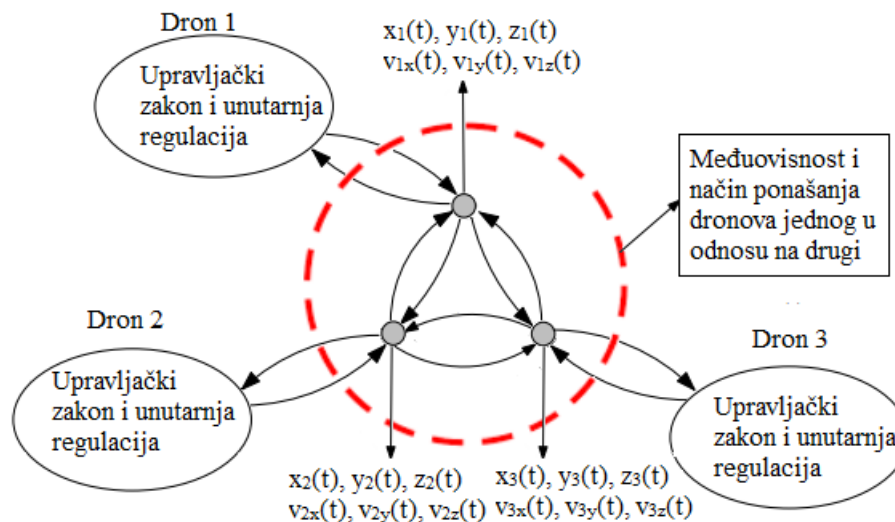 Dron 1
Upravljački
zakon i unutarnja
regulacija
x1(t), y1(t), z1(t)
v1x(t), v1y(t), v1z(t)
Međuovisnost i
način ponašanja
dronova jednog u
odnosu na drugi
Dron 2
Upravljački
zakon i unutarnja
regulacija
Dron 3
Upravljački
zakon i unutarnja
regulacija
x2(t), y2(t), z2(t)
v2x(t), v2y(t), v2z(t)
x3(t), y3(t), z3(t)
v3x(t), v3y(t), v3z(t)